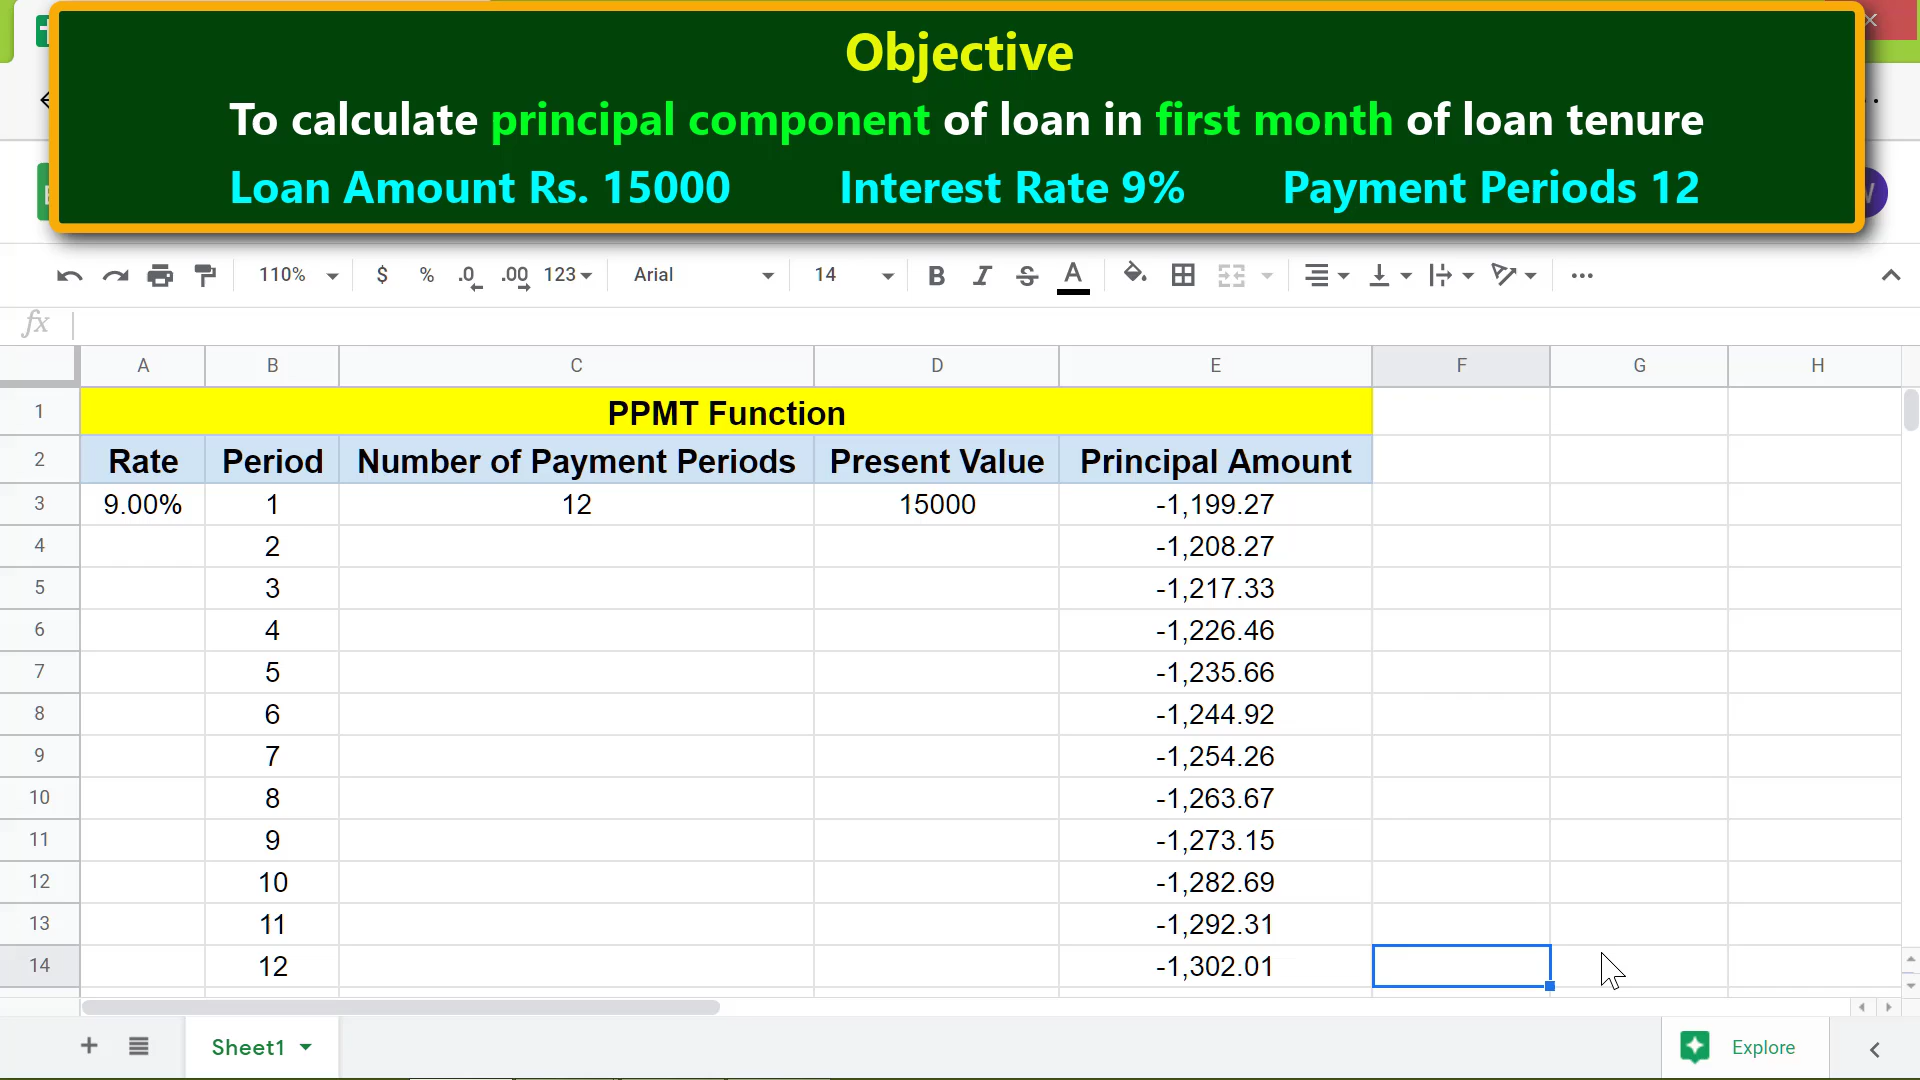 Objective
To calculate principal component of loan in first month of loan tenure
Loan Amount Rs. 15000 Interest Rate 9% Payment Periods 12
110% $ % .0 .00 123 Arial 14 B I S A
fx
A B C D E F G H
1 PPMT Function
2 Rate Period Number of Payment Periods Present Value Principal Amount
3 9.00% 1 12 15000 -1,199.27
4 2 -1,208.27
5 3 -1,217.33
6 4 -1,226.46
7 5 -1,235.66
8 6 -1,244.92
9 7 -1,254.26
10 8 -1,263.67
11 9 -1,273.15
12 10 -1,282.69
13 11 -1,292.31
14 12 -1,302.01
Sheet1 Explore